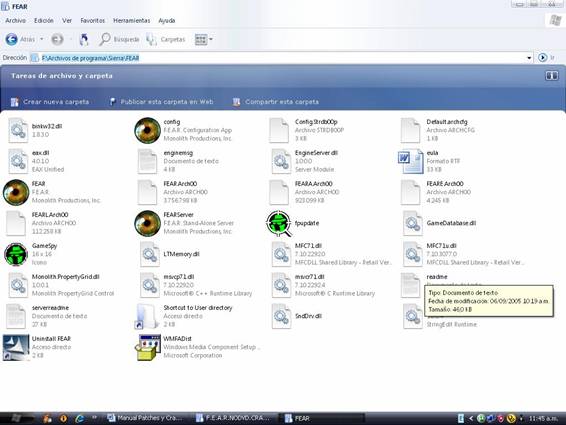 FEAR
Archivo Edición Ver Favoritos Herramientas Ayuda
Atrás Búsqueda Carpetas
Dirección F:\Archivos de programa\Sierra\FEAR Ir
Tareas de archivo y carpeta
Crear nueva carpeta Publicar esta carpeta en Web Compartir esta carpeta
binkw32.dll
1.8.3.0
config
F.E.A.R. Configuration App
Monolith Productions, Inc.
Config.Strdb00p
Archivo STRDB00P
3 KB
Default.archcfg
Archivo ARCHCFG
1 KB
eax.dll
4.0.1.0
EAX Unified
enginemsg
Documento de texto
4 KB
EngineServer.dll
1.0.0.0
Server Module
eula
Formato RTF
33 KB
FEAR
F.E.A.R.
Monolith Productions, Inc.
FEAR.Arch00
Archivo ARCH00
3.756.798 KB
FEARA.Arch00
Archivo ARCH00
923.099 KB
FEARE.Arch00
Archivo ARCH00
4.245 KB
FEARL.Arch00
Archivo ARCH00
112.258 KB
FEARServer
F.E.A.R. Stand-Alone Server
Monolith Productions, Inc.
fpupdate
GameDatabase.dll
GameSpy
16 x 16
Icono
LTMemory.dll
MFC71.dll
7.10.3077.0
MFCDLL Shared Library - Retail Ver...
MFC71u.dll
7.10.3077.0
MFCDLL Shared Library - Retail Ver...
Monolith.PropertyGrid.dll
1.0.0.1
Monolith.PropertyGrid Control
msvcp71.dll
Microsoft® C++ Runtime Library
msvcr71.dll
Microsoft® C Runtime Library
readme
Documento de texto
Tipo: Documento de texto
Fecha de modificación: 06/09/2005 10:19 a.m.
Tamaño: 46,0 KB
serverreadme
Documento de texto
27 KB
Shortcut to User directory
Acceso directo
2 KB
SndDrv.dll
StringEdit Runtime
Uninstall FEAR
Acceso directo
2 KB
WMFADist
Windows Media Component Setup ...
Microsoft Corporation
Manual Patches y Cra... F.E.A.R.NODVD.CRA... FEAR 11:45 a.m.